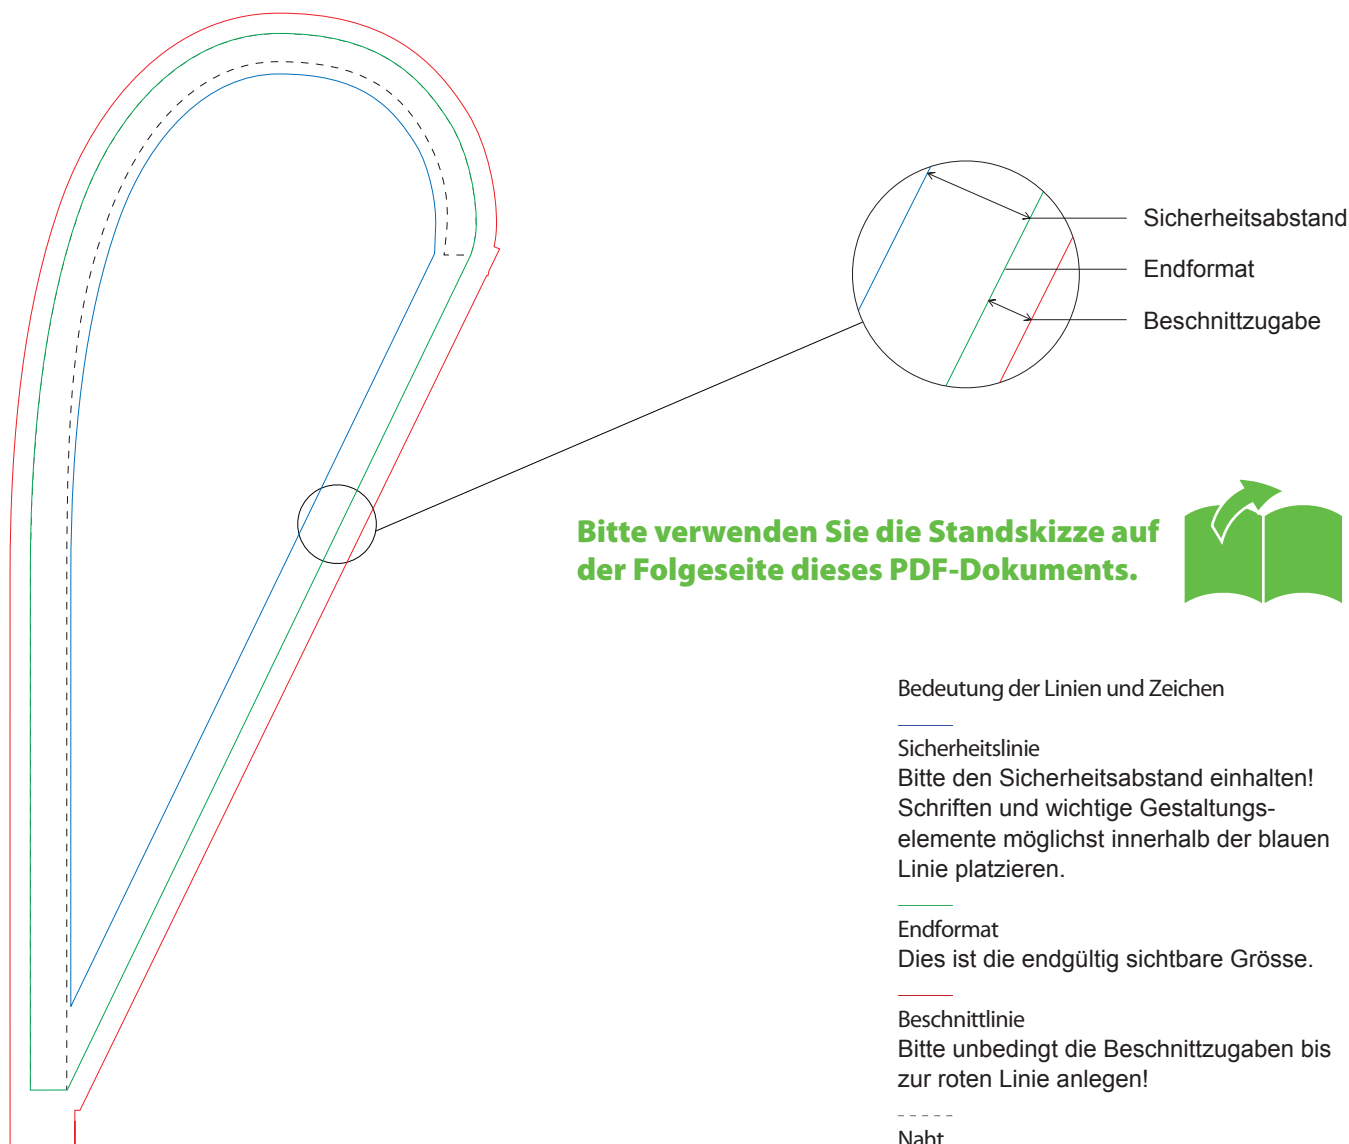 Sicherheitsabstand
Endformat
Beschnittzugabe
Bitte verwenden Sie die Standskizze auf
der Folgeseite dieses PDF-Dokuments.
Bedeutung der Linien und Zeichen
Sicherheitslinie
Bitte den Sicherheitsabstand einhalten!
Schriften und wichtige Gestaltungs-
elemente möglichst innerhalb der blauen
Linie platzieren.
Endformat
Dies ist die endgültig sichtbare Grösse.
Beschnittlinie
Bitte unbedingt die Beschnittzugaben bis
zur roten Linie anlegen!
Naht